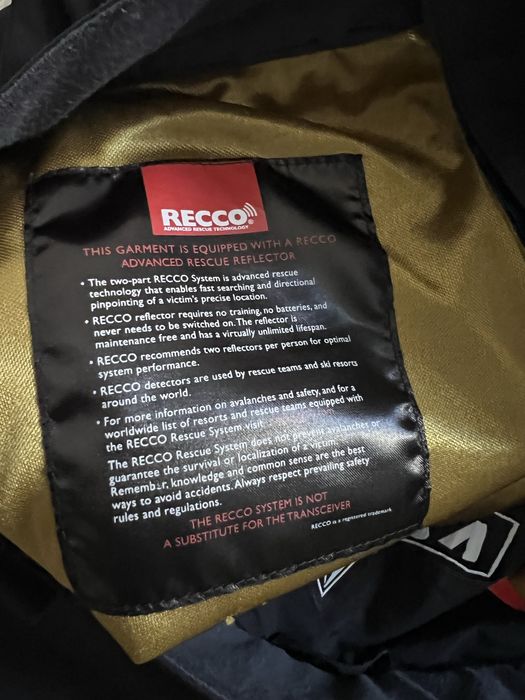 RECCO
ADVANCED RESCUE TECHNOLOGY
THIS GARMENT IS EQUIPPED WITH A RECCO
ADVANCED RESCUE REFLECTOR
• The two-part RECCO System is advanced rescue
technology that enables fast searching and directional
pinpointing of a victim's precise location.
• RECCO reflector requires no training, no batteries, and
never needs to be switched on. The reflector is
maintenance free and has a virtually unlimited lifespan.
• RECCO recommends two reflectors per person for optimal
system performance.
• RECCO detectors are used by rescue teams and ski resorts
around the world.
• For more information on avalanches and safety, and for a
worldwide list of resorts and rescue teams equipped with
the RECCO Rescue System, visit
The RECCO Rescue System does not prevent avalanches or
guarantee the survival or localization of a victim.
Remember, knowledge and common sense are the best
ways to avoid accidents. Always respect prevailing safety
rules and regulations.
THE RECCO SYSTEM IS NOT
A SUBSTITUTE FOR THE TRANSCEIVER
RECCO is a registered trademark